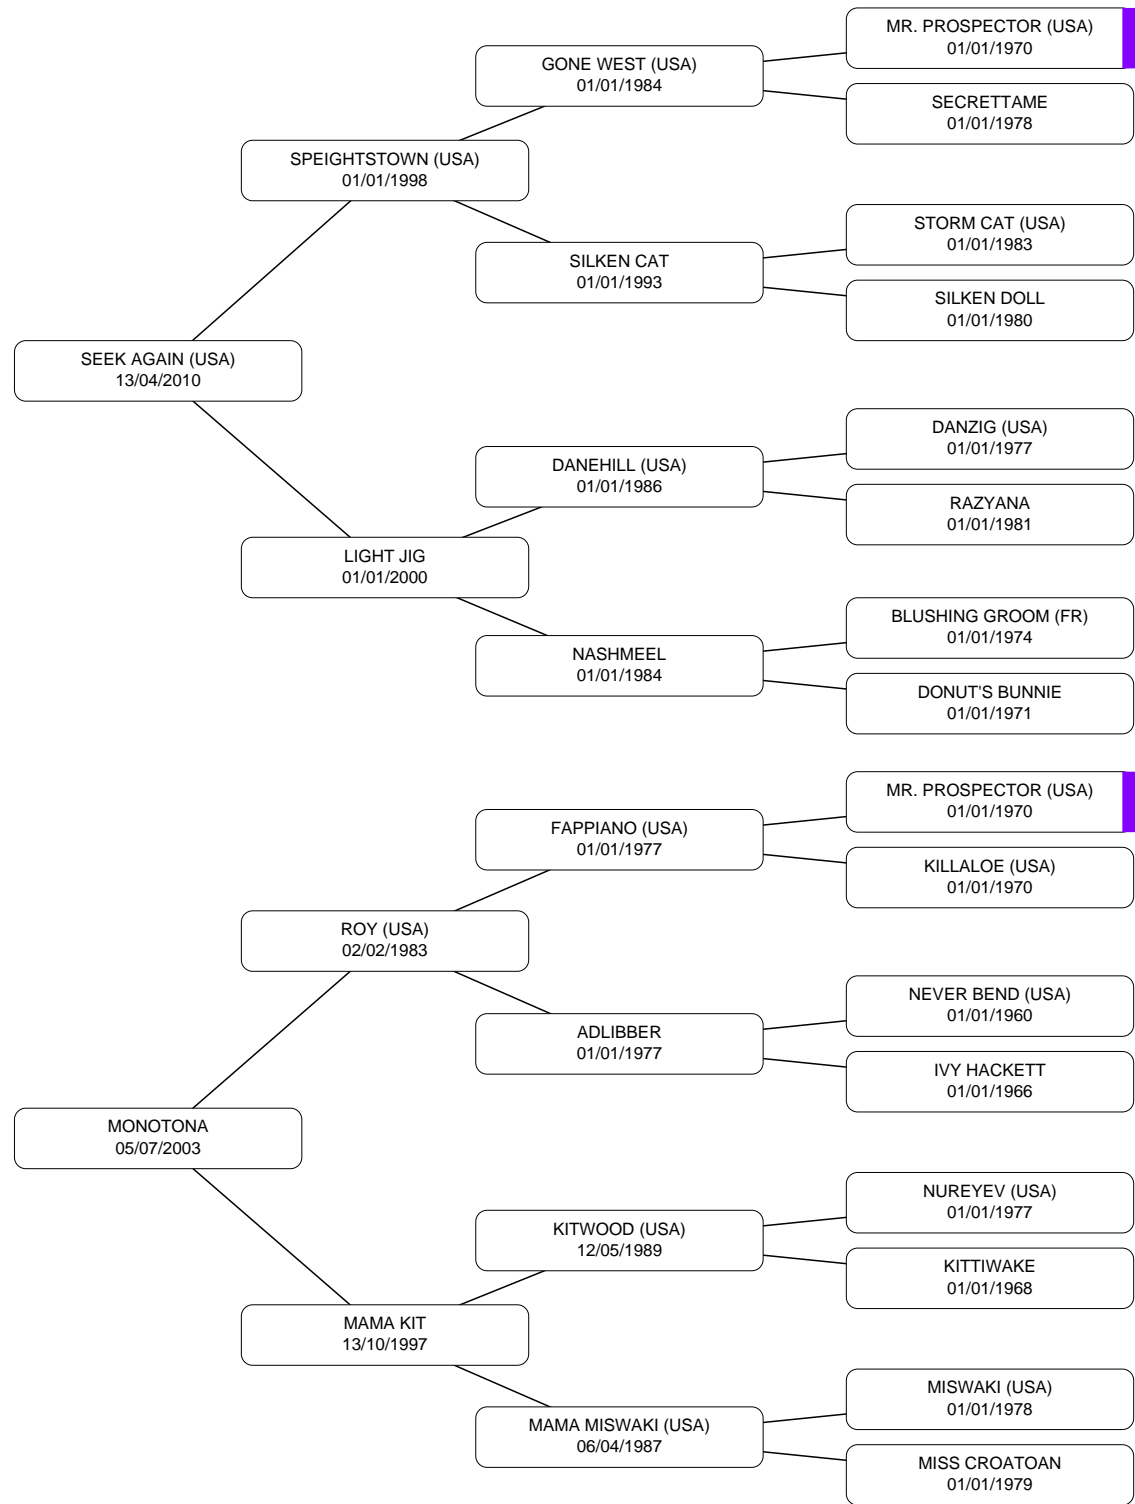 MR. PROSPECTOR (USA)
01/01/1970
GONE WEST (USA)
01/01/1984
SECRETTAME
01/01/1978
SPEIGHTSTOWN (USA)
01/01/1998
STORM CAT (USA)
01/01/1983
SILKEN CAT
01/01/1993
SILKEN DOLL
01/01/1980
SEEK AGAIN (USA)
13/04/2010
DANZIG (USA)
01/01/1977
DANEHILL (USA)
01/01/1986
RAZYANA
01/01/1981
LIGHT JIG
01/01/2000
BLUSHING GROOM (FR)
01/01/1974
NASHMEEL
01/01/1984
DONUT'S BUNNIE
01/01/1971
MR. PROSPECTOR (USA)
01/01/1970
FAPPIANO (USA)
01/01/1977
KILLALOE (USA)
01/01/1970
ROY (USA)
02/02/1983
NEVER BEND (USA)
01/01/1960
ADLIBBER
01/01/1977
IVY HACKETT
01/01/1966
MONOTONA
05/07/2003
NUREYEV (USA)
01/01/1977
KITWOOD (USA)
12/05/1989
KITTIWAKE
01/01/1968
MAMA KIT
13/10/1997
MISWAKI (USA)
01/01/1978
MAMA MISWAKI (USA)
06/04/1987
MISS CROATOAN
01/01/1979